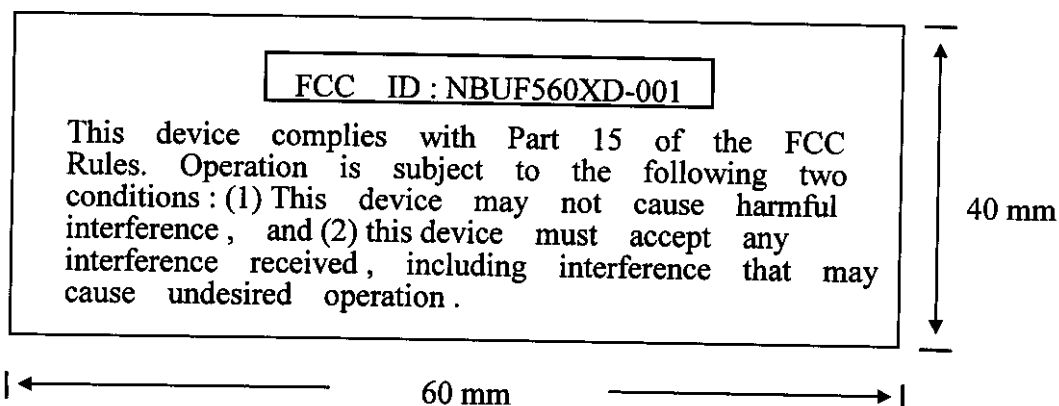 FCC ID : NBUF560XD-001
This device complies with Part 15 of the FCC
Rules. Operation is subject to the following two
conditions : (1) This device may not cause harmful
interference , and (2) this device must accept any
interference received , including interference that may
cause undesired operation .
40 mm
60 mm